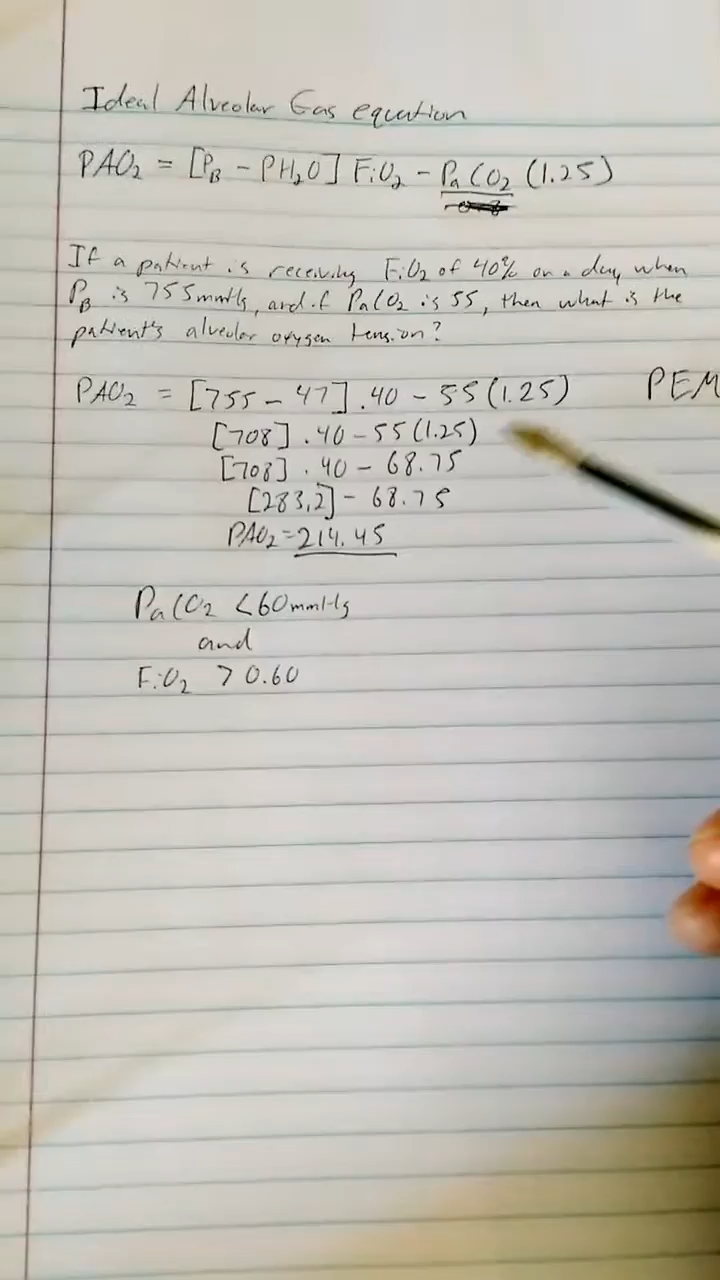 Ideal Alveolar Gas equation
PAO₂ = [P_B - PH₂O] FiO₂ - PaCO₂ (1.25)
If a patient is receiving FiO₂ of 40% on a day when
P_B is 755mmHg, and if PaCO₂ is 55, then what is the
patient's alveolar oxygen tension?
PAO₂ = [755 - 47] .40 - 55 (1.25)
PEM
[708] .40 - 55 (1.25)
[708] .40 - 68.75
[283.2] - 68.75
PAO₂ = 214.45
PaCO₂ < 60mmHg
and
FiO₂ > 0.60